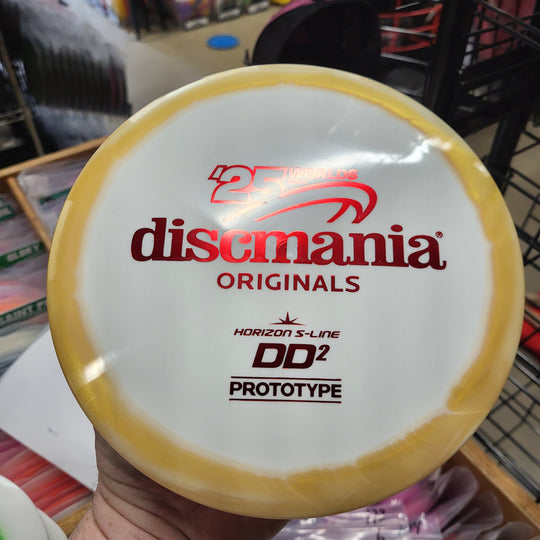 '25 WORLDS
discmania®
ORIGINALS
HORIZON S-LINE
DD²
PROTOTYPE